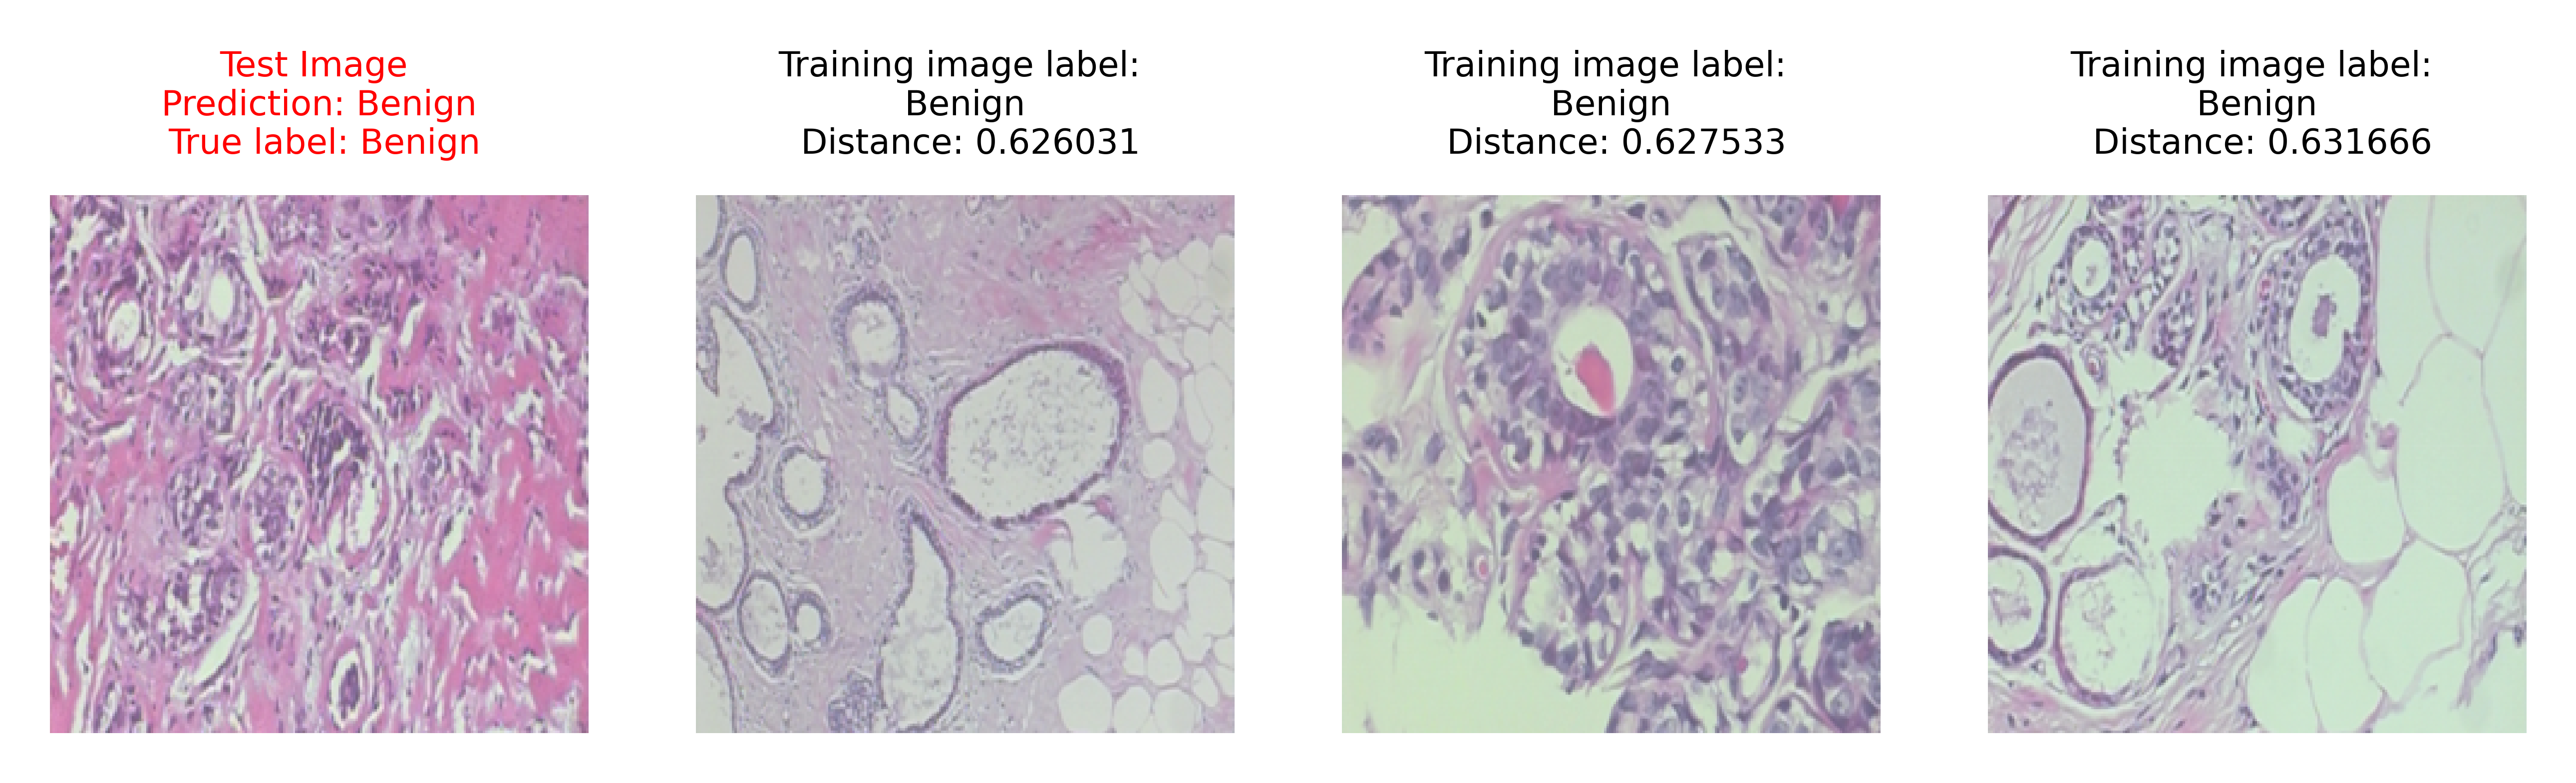 Test Image
Prediction: Benign
True label: Benign
Training image label:
Benign
Distance: 0.626031
Training image label:
Benign
Distance: 0.627533
Training image label:
Benign
Distance: 0.631666